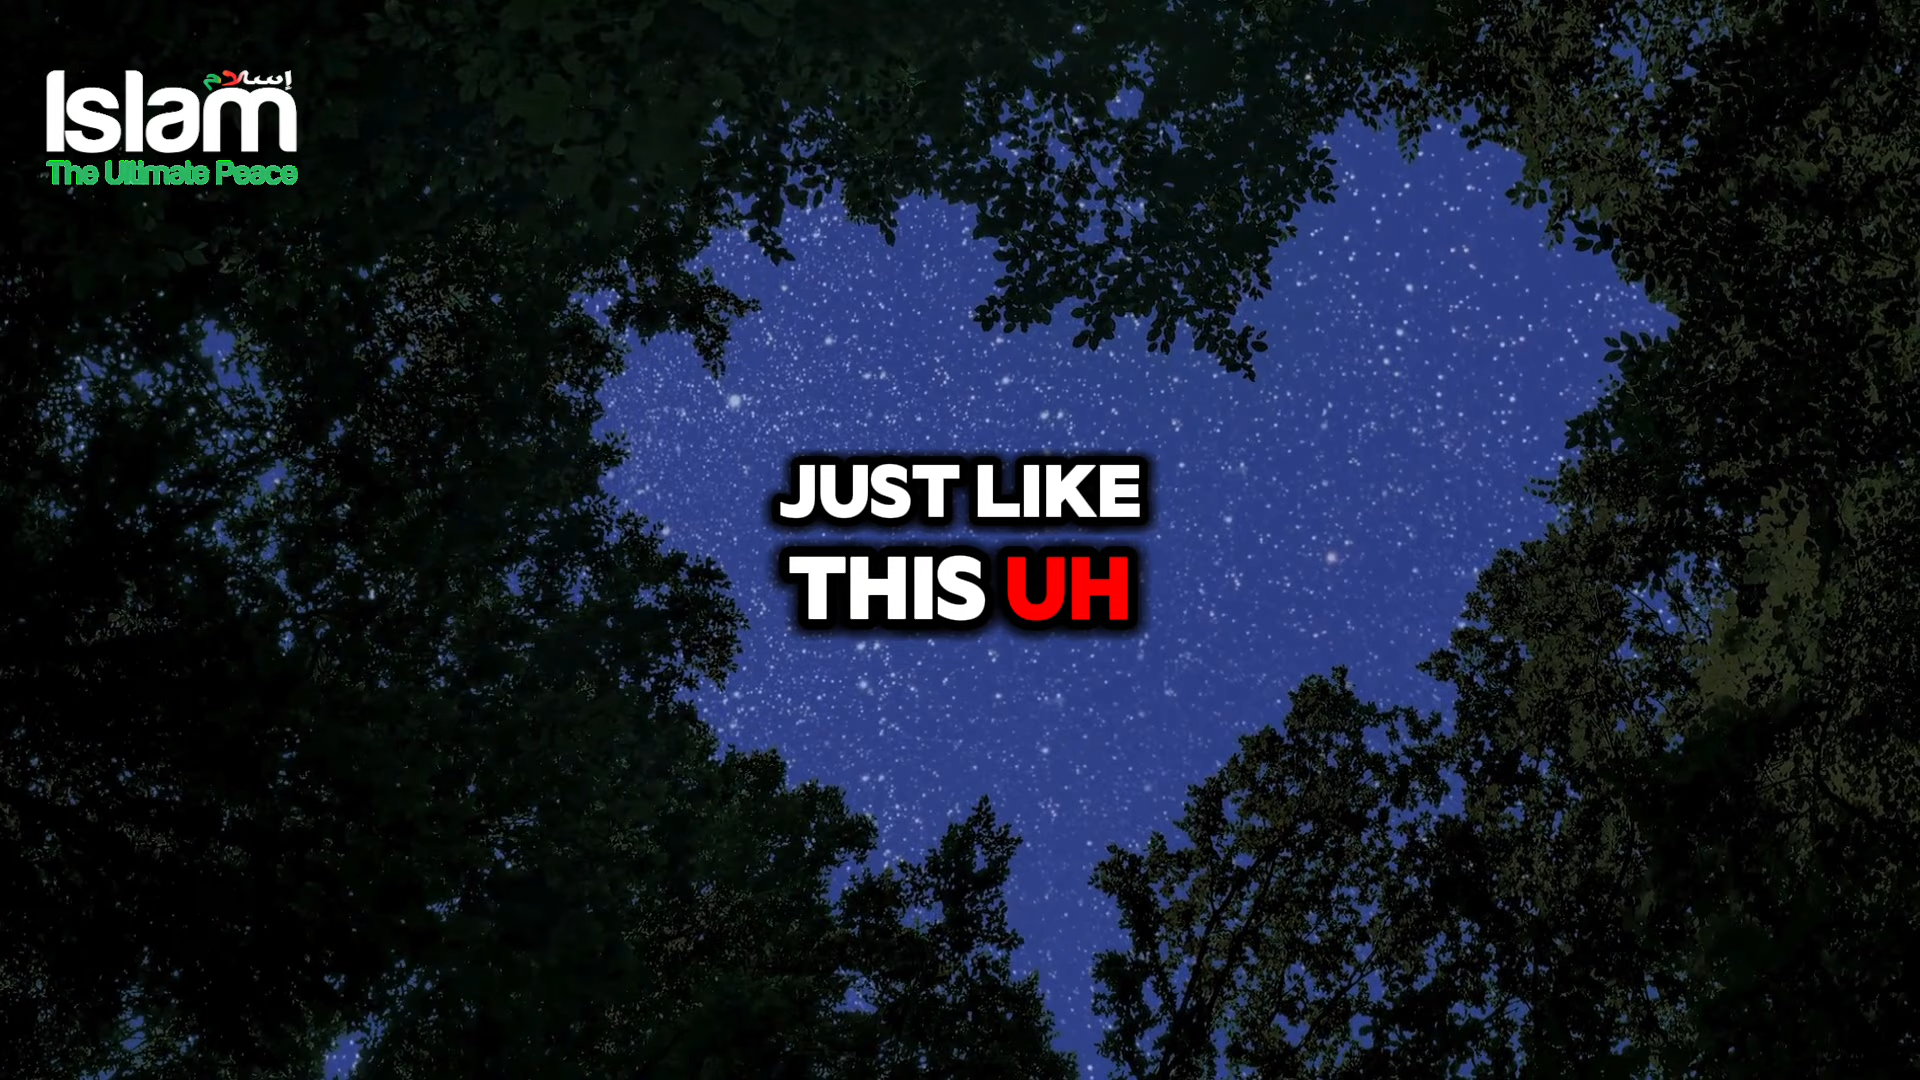 إسلام
Islam
The Ultimate Peace
JUST LIKE
THIS UH